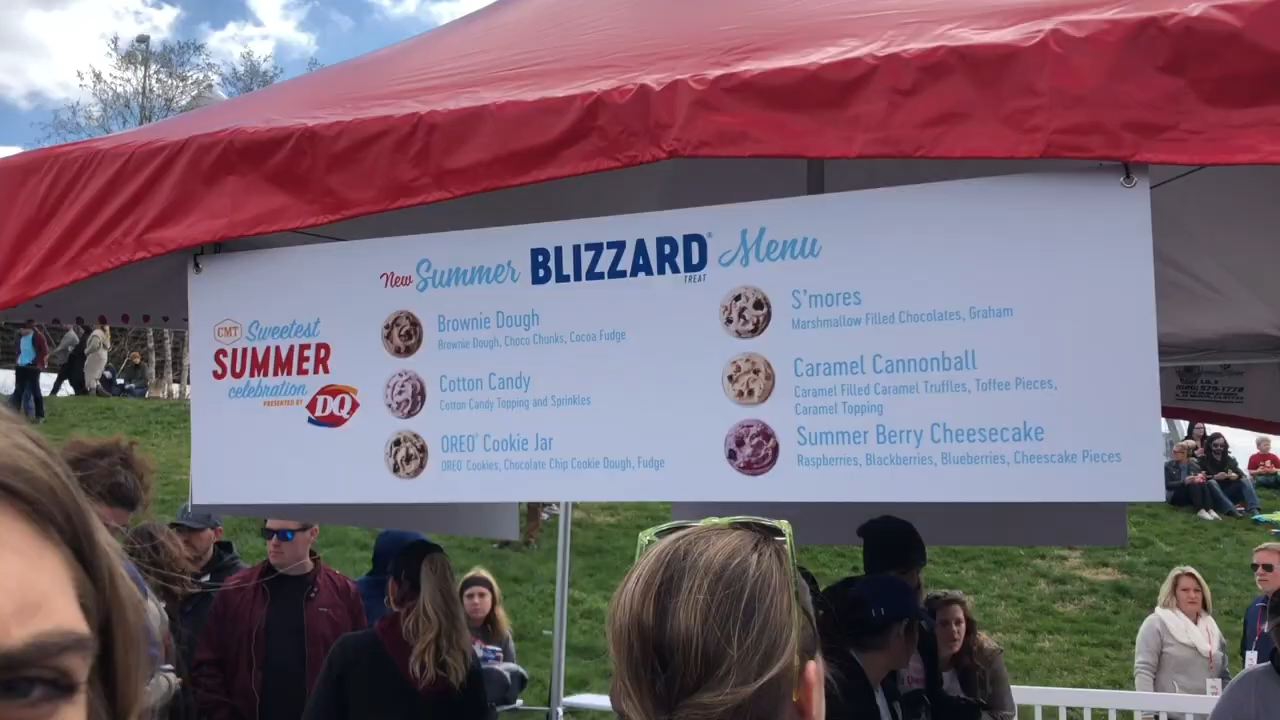 New Summer BLIZZARD® Menu
TREAT
CMT Sweetest
SUMMER
celebration
PRESENTED BY
DQ
Brownie Dough
Brownie Dough, Choco Chunks, Cocoa Fudge
Cotton Candy
Cotton Candy Topping and Sprinkles
OREO® Cookie Jar
OREO® Cookies, Chocolate Chip Cookie Dough, Fudge
S'mores
Marshmallow Filled Chocolates, Graham
Caramel Cannonball
Caramel Filled Caramel Truffles, Toffee Pieces,
Caramel Topping
Summer Berry Cheesecake
Raspberries, Blackberries, Blueberries, Cheescake Pieces